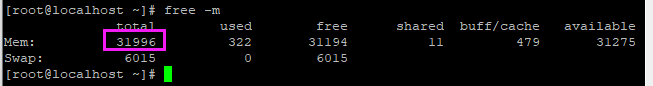 [root@localhost ~]# free -m
total used free shared buff/cache available
Mem: 31996 322 31194 11 479 31275
Swap: 6015 0 6015
[root@localhost ~]#